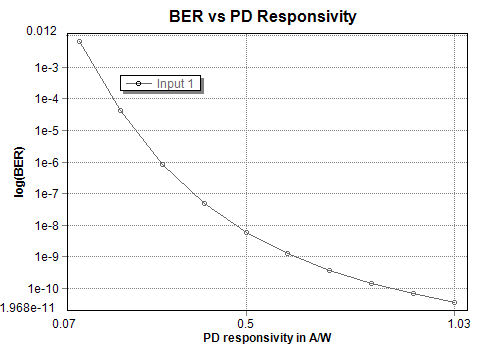 BER vs PD Responsivity
0.012
1e-3
Input 1
1e-4
1e-5
1e-6
1e-7
1e-8
1e-9
1e-10
1.968e-11
log(BER)
0.07 0.5 1.03
PD responsivity in A/W